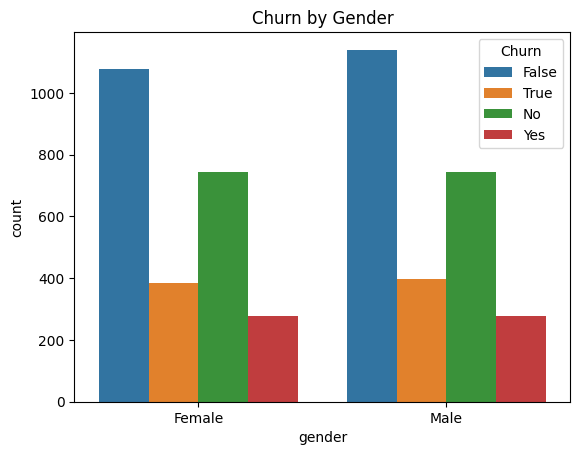 Churn by Gender
Churn
False
True
No
Yes
1000
800
600
400
200
0
count
Female
Male
gender